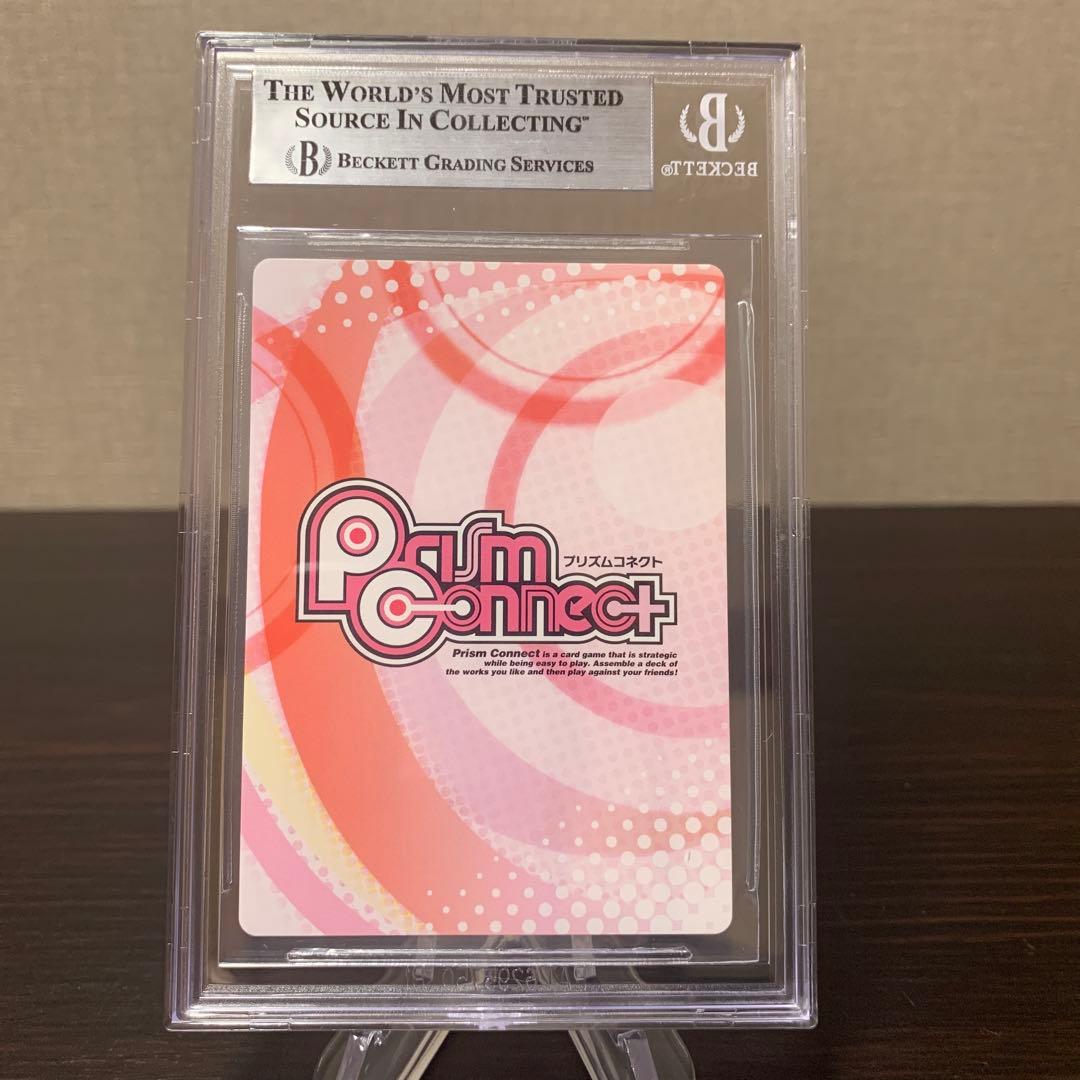 THE WORLD'S MOST TRUSTED
SOURCE IN COLLECTING™
B BECKETT GRADING SERVICES
B
BECKETT®
Prism
プリズムコネクト
Connect
Prism Connect is a card game that is strategic
while being easy to play. Assemble a deck of
the works you like and then play against your friends!